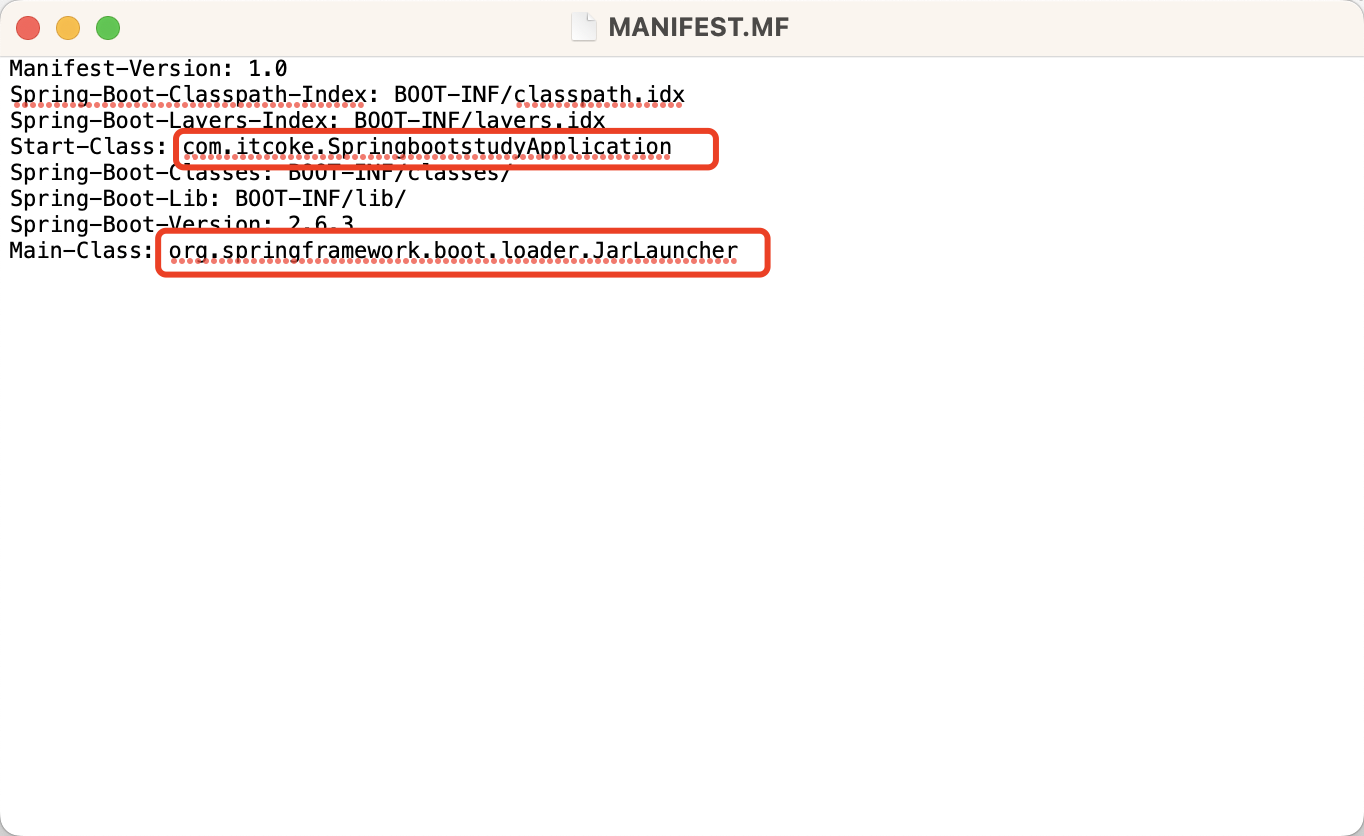 MANIFEST.MF
Manifest-Version: 1.0
Spring-Boot-Classpath-Index: BOOT-INF/classpath.idx
Spring-Boot-Layers-Index: BOOT-INF/layers.idx
Start-Class: com.itcoke.SpringbootstudyApplication
Spring-Boot-Classes: BOOT-INF/classes/
Spring-Boot-Lib: BOOT-INF/lib/
Spring-Boot-Version: 2.6.3
Main-Class: org.springframework.boot.loader.JarLauncher